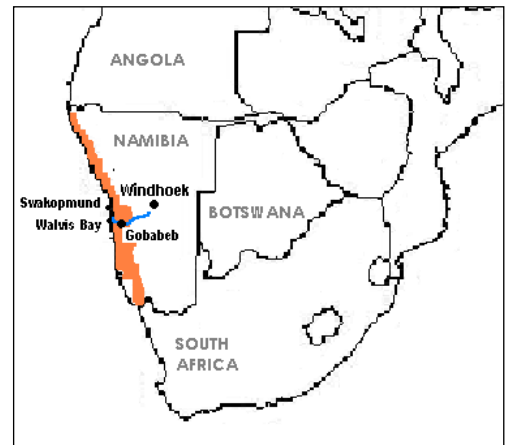 ANGOLA
NAMIBIA
Windhoek
Swakopmund
BOTSWANA
Walvis Bay
Gobabeb
SOUTH
AFRICA